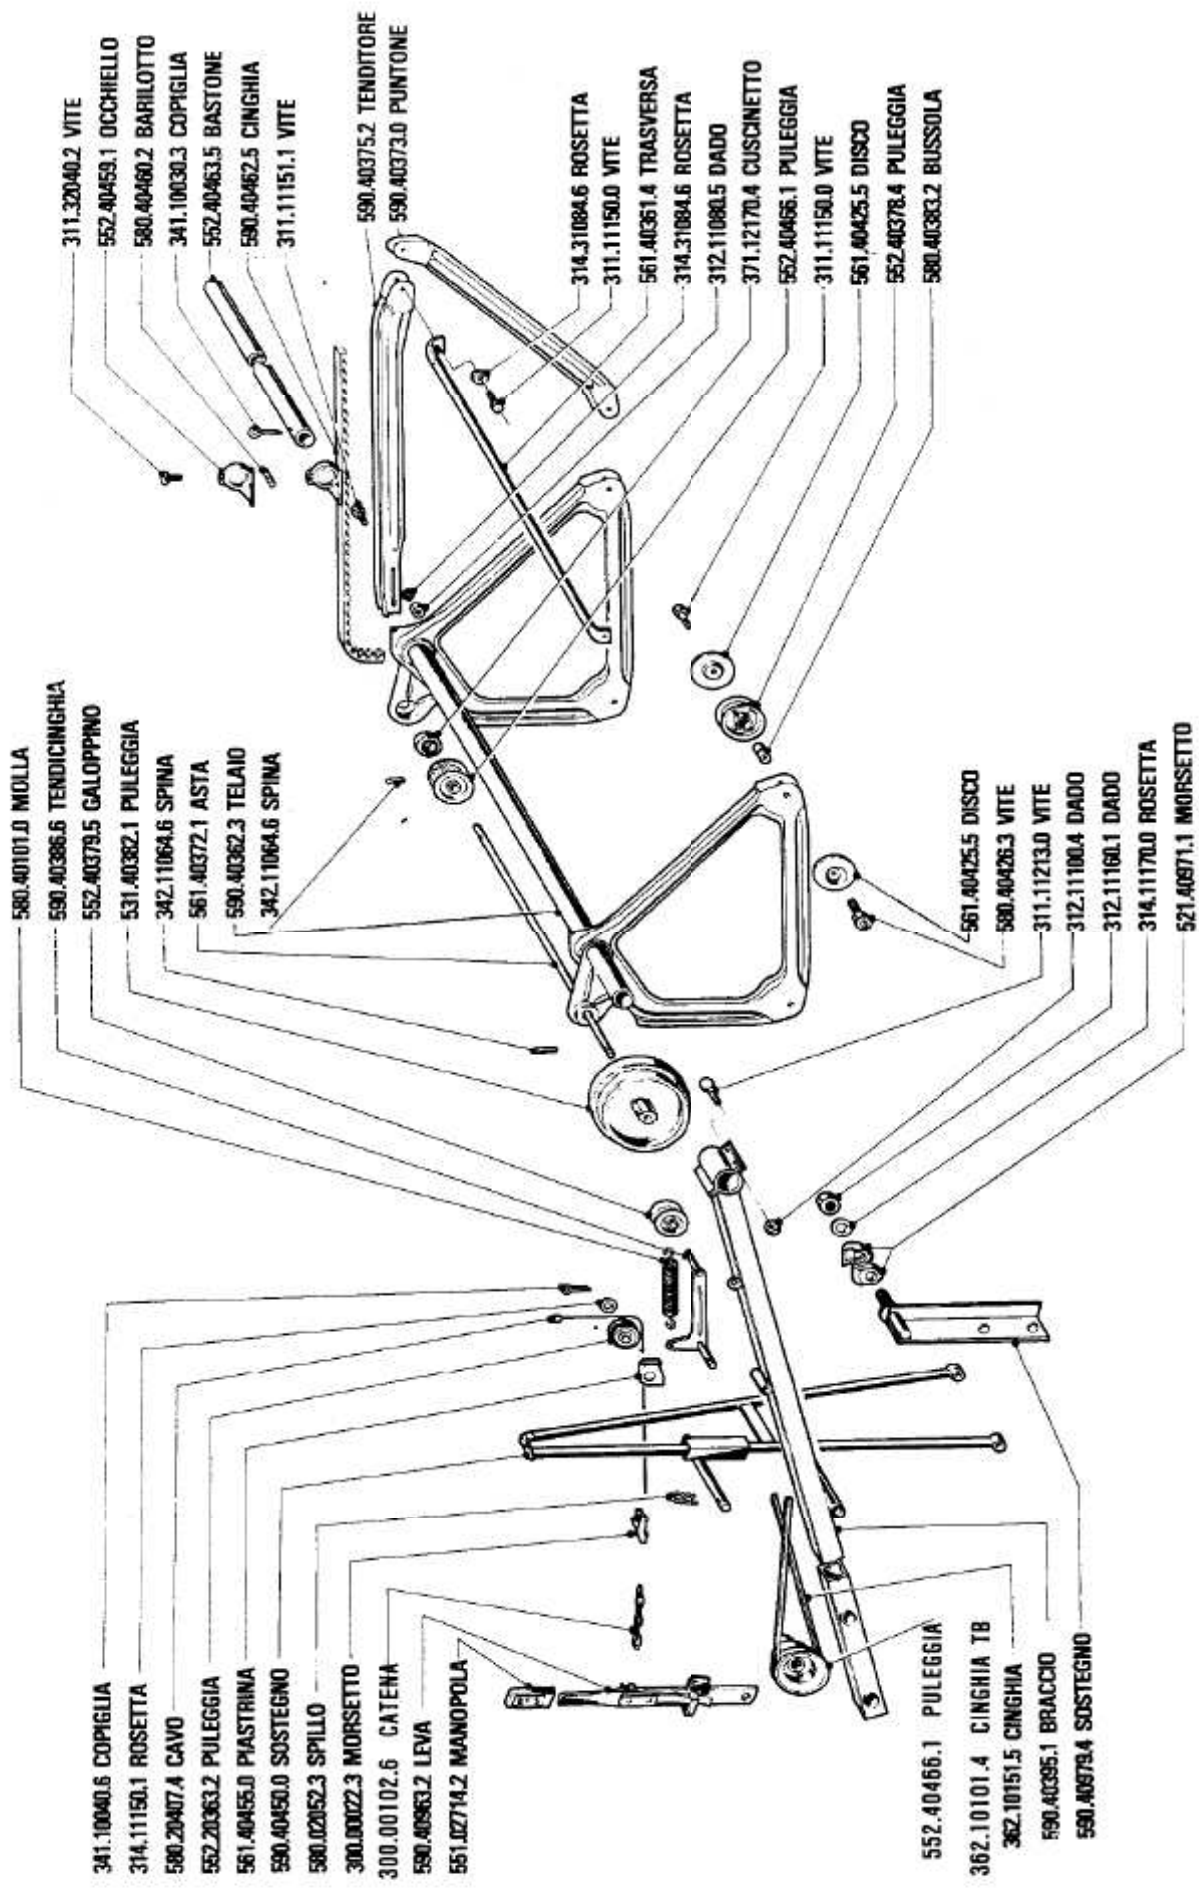 341.10040.6 COPIGLIA
314.11150.1 ROSETTA
580.20407.4 CAVO
552.20363.2 PULEGGIA
561.40455.0 PIASTRINA
590.40450.0 SOSTEGNO
580.02052.3 SPILLO
300.00022.3 MORSETTO
300.00102.6 CATENA
590.40963.2 LEVA
551.02714.2 MANOPOLA
580.40101.0 MOLLA
590.40386.6 TENDICINGHIA
552.40379.5 GALOPPINO
531.40382.1 PULEGGIA
342.11064.6 SPINA
561.40372.1 ASTA
590.40362.3 TELAIO
342.11064.6 SPINA
311.32040.2 VITE
552.40459.1 OCCHIELLO
580.40460.2 BARILOTTO
341.10030.3 COPIGLIA
552.40463.5 BASTONE
590.40462.5 CINGHIA
311.11151.1 VITE
590.40375.2 TENDITORE
590.40373.0 PUNTONE
314.31084.6 ROSETTA
311.11150.0 VITE
561.40361.4 TRASVERSA
314.31084.6 ROSETTA
312.11080.5 DADO
371.12170.4 CUSCINETTO
552.40466.1 PULEGGIA
311.11150.0 VITE
561.40425.5 DISCO
552.40378.4 PULEGGIA
580.40383.2 BUSSOLA
552.40466.1 PULEGGIA
362.10101.4 CINGHIA TB
362.10151.5 CINGHIA
590.40395.1 BRACCIO
590.40979.4 SOSTEGNO
561.40425.5 DISCO
580.40426.3 VITE
311.11213.0 VITE
312.11100.4 DADO
312.11160.1 DADO
314.11170.0 ROSETTA
521.40971.1 MORSETTO